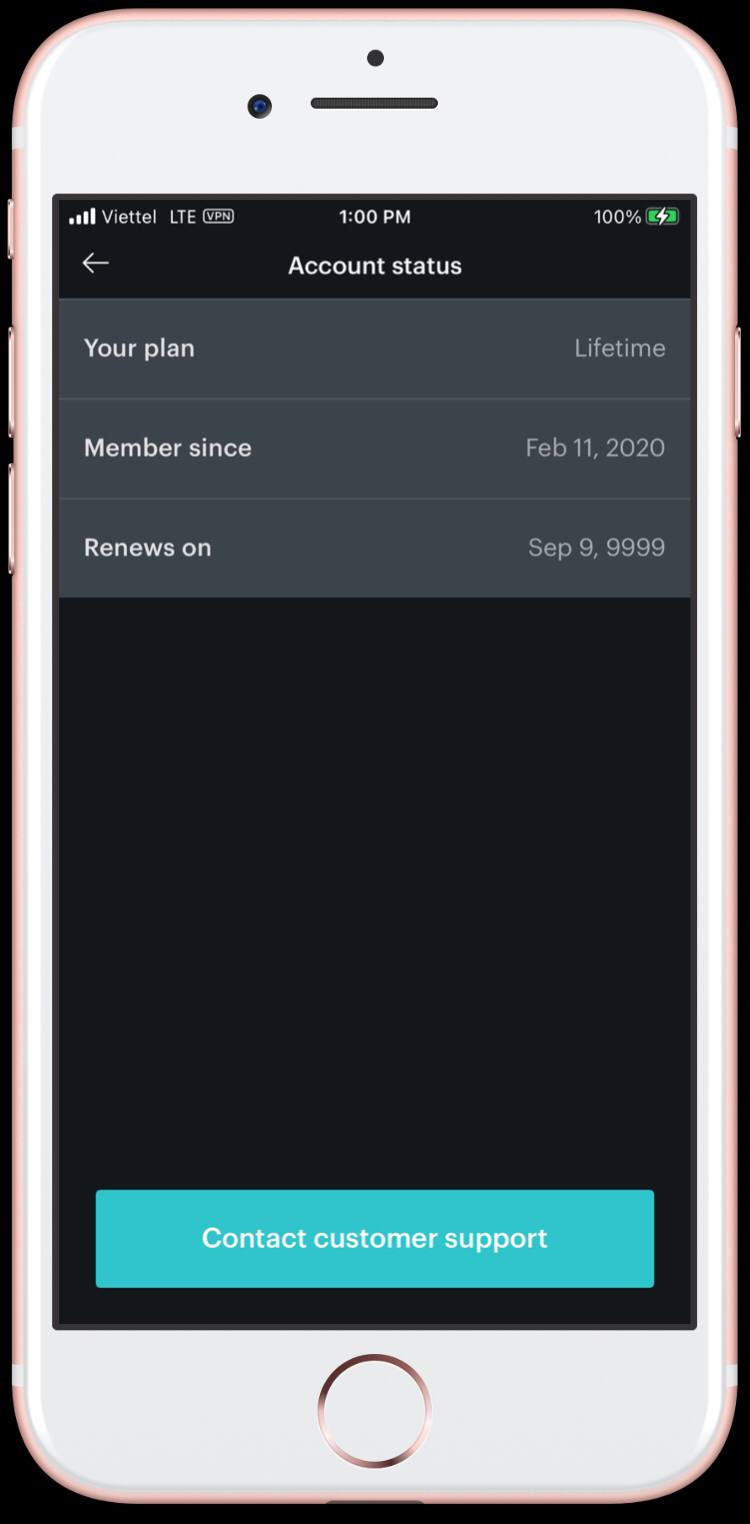 Viettel LTE VPN 1:00 PM 100%
Account status
Your plan Lifetime
Member since Feb 11, 2020
Renews on Sep 9, 9999
Contact customer support